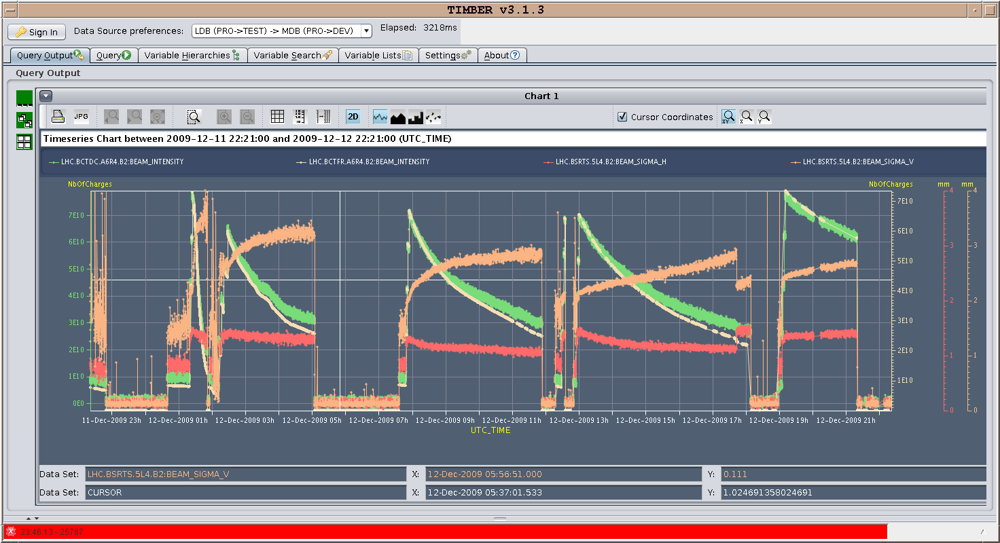 TIMBER v3.1.3
Sign In Data Source preferences: LDB (PRO->TEST) -> MDB (PRO->DEV) Elapsed: 3218ms
Query Output Query Variable Hierarchies Variable Search Variable Lists Settings About
Query Output
Chart 1
JPG 2D Cursor Coordinates XY X Y
Timeseries Chart between 2009-12-11 22:21:00 and 2009-12-12 22:21:00 (UTC_TIME)
LHC.BCTDC.A6R4.B2:BEAM_INTENSITY LHC.BCTFR.A6R4.B2:BEAM_INTENSITY LHC.BSRTS.5L4.B2:BEAM_SIGMA_H LHC.BSRTS.5L4.B2:BEAM_SIGMA_V
NbOfCharges NbOfCharges mm mm
4 4
7E10 7E10
6E10 6E10
3 3
5E10 5E10
4E10 4E10
2 2
3E10 3E10
2E10 2E10
1 1
1E10 1E10
0E0 0 0
11-Dec-2009 23h 12-Dec-2009 01h 12-Dec-2009 03h 12-Dec-2009 05h 12-Dec-2009 07h 12-Dec-2009 09h 12-Dec-2009 11h 12-Dec-2009 13h 12-Dec-2009 15h 12-Dec-2009 17h 12-Dec-2009 19h 12-Dec-2009 21h
UTC_TIME
Data Set: LHC.BSRTS.5L4.B2:BEAM_SIGMA_V X: 12-Dec-2009 05:56:51.000 Y: 0.111
Data Set: CURSOR X: 12-Dec-2009 05:37:01.533 Y: 1.024691358024691